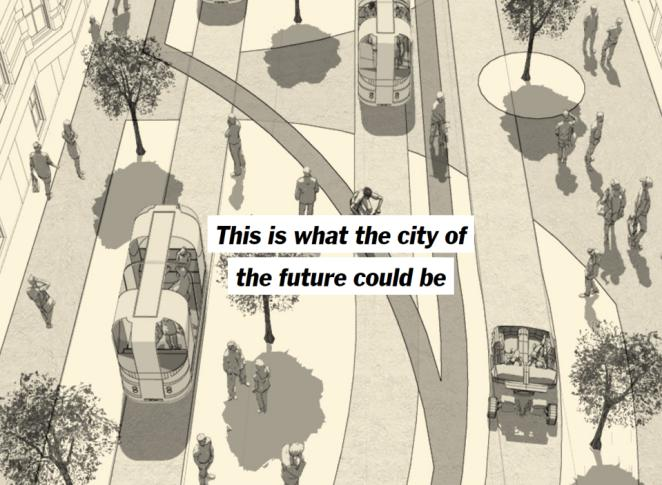 This is what the city of
the future could be